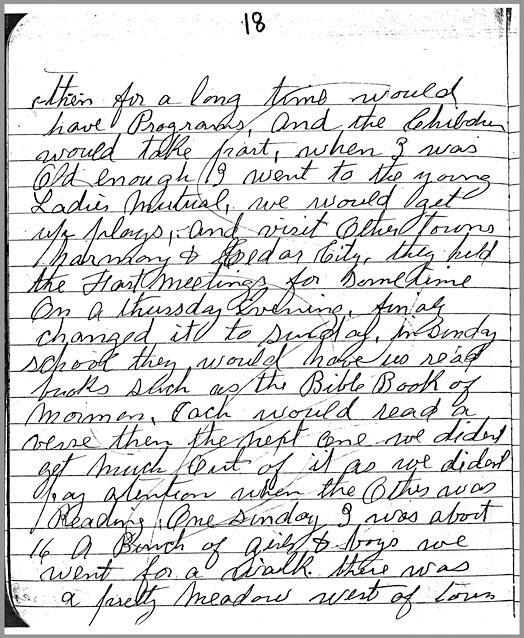 18
then for a long time would
have Programs, and the Children
would take part, when I was
Old enough I went to the young
Ladies Mutual, we would get
up plays, and visit Other Towns
Harmony & Cedar City, they held
the Fast Meetings for sometime
On a thursday Evening, finaly
changed it to sunday, in sunday
school they would have us read
books such as the Bible Book of
Mormon, Each would read a
verse then the next one we dident
get much Out of it as we dident
pay atention when the Other was
Reading. One sunday I was about
16 A Bunch of girls & boys we
went for a walk there was
a pretty Meadow west of Town